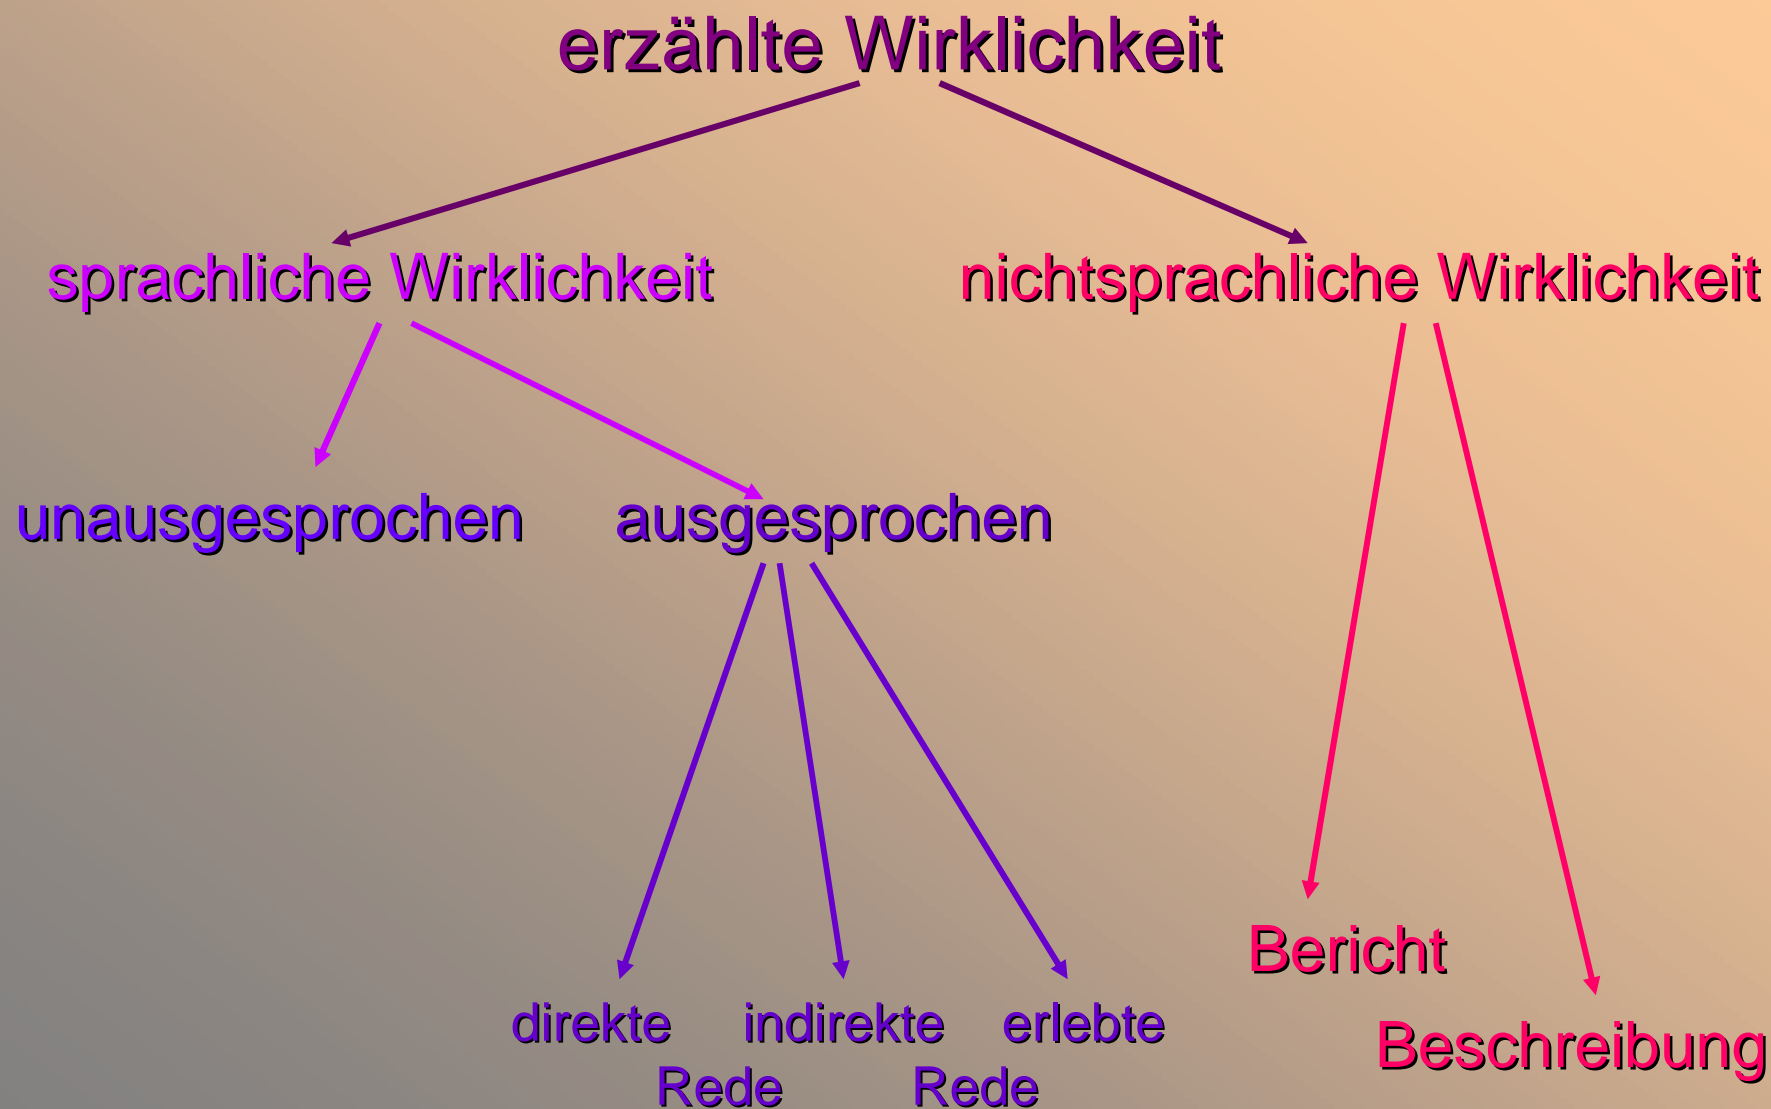 erzählte Wirklichkeit
sprachliche Wirklichkeit
nichtsprachliche Wirklichkeit
unausgesprochen
ausgesprochen
Bericht
direkte indirekte erlebte
Rede Rede
Beschreibung